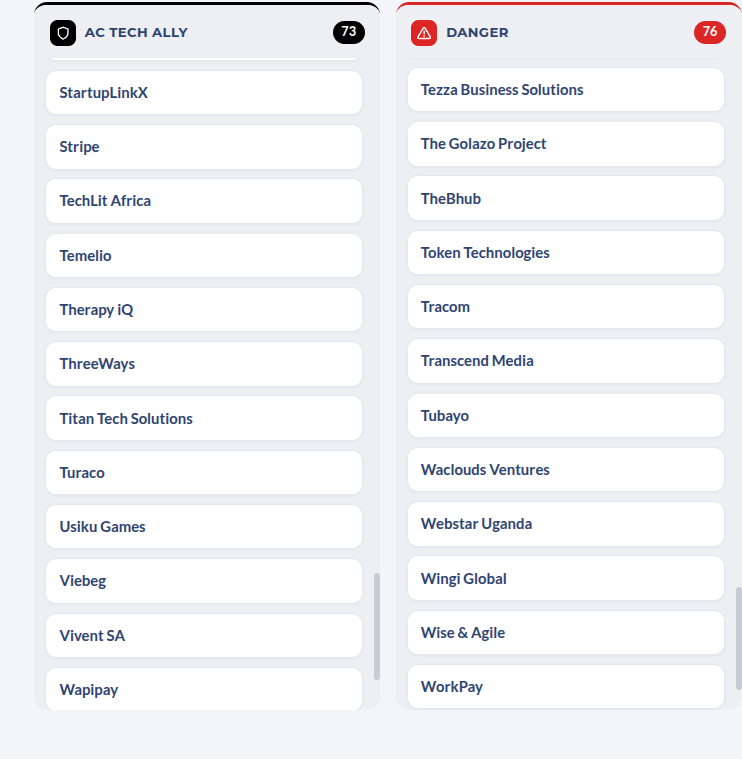 AC TECH ALLY
73
StartupLinkX
Stripe
TechLit Africa
Temelio
Therapy iQ
ThreeWays
Titan Tech Solutions
Turaco
Usiku Games
Viebeg
Vivent SA
Wapipay
DANGER
76
Tezza Business Solutions
The Golazo Project
TheBhub
Token Technologies
Tracom
Transcend Media
Tubayo
Waclouds Ventures
Webstar Uganda
Wingi Global
Wise & Agile
WorkPay